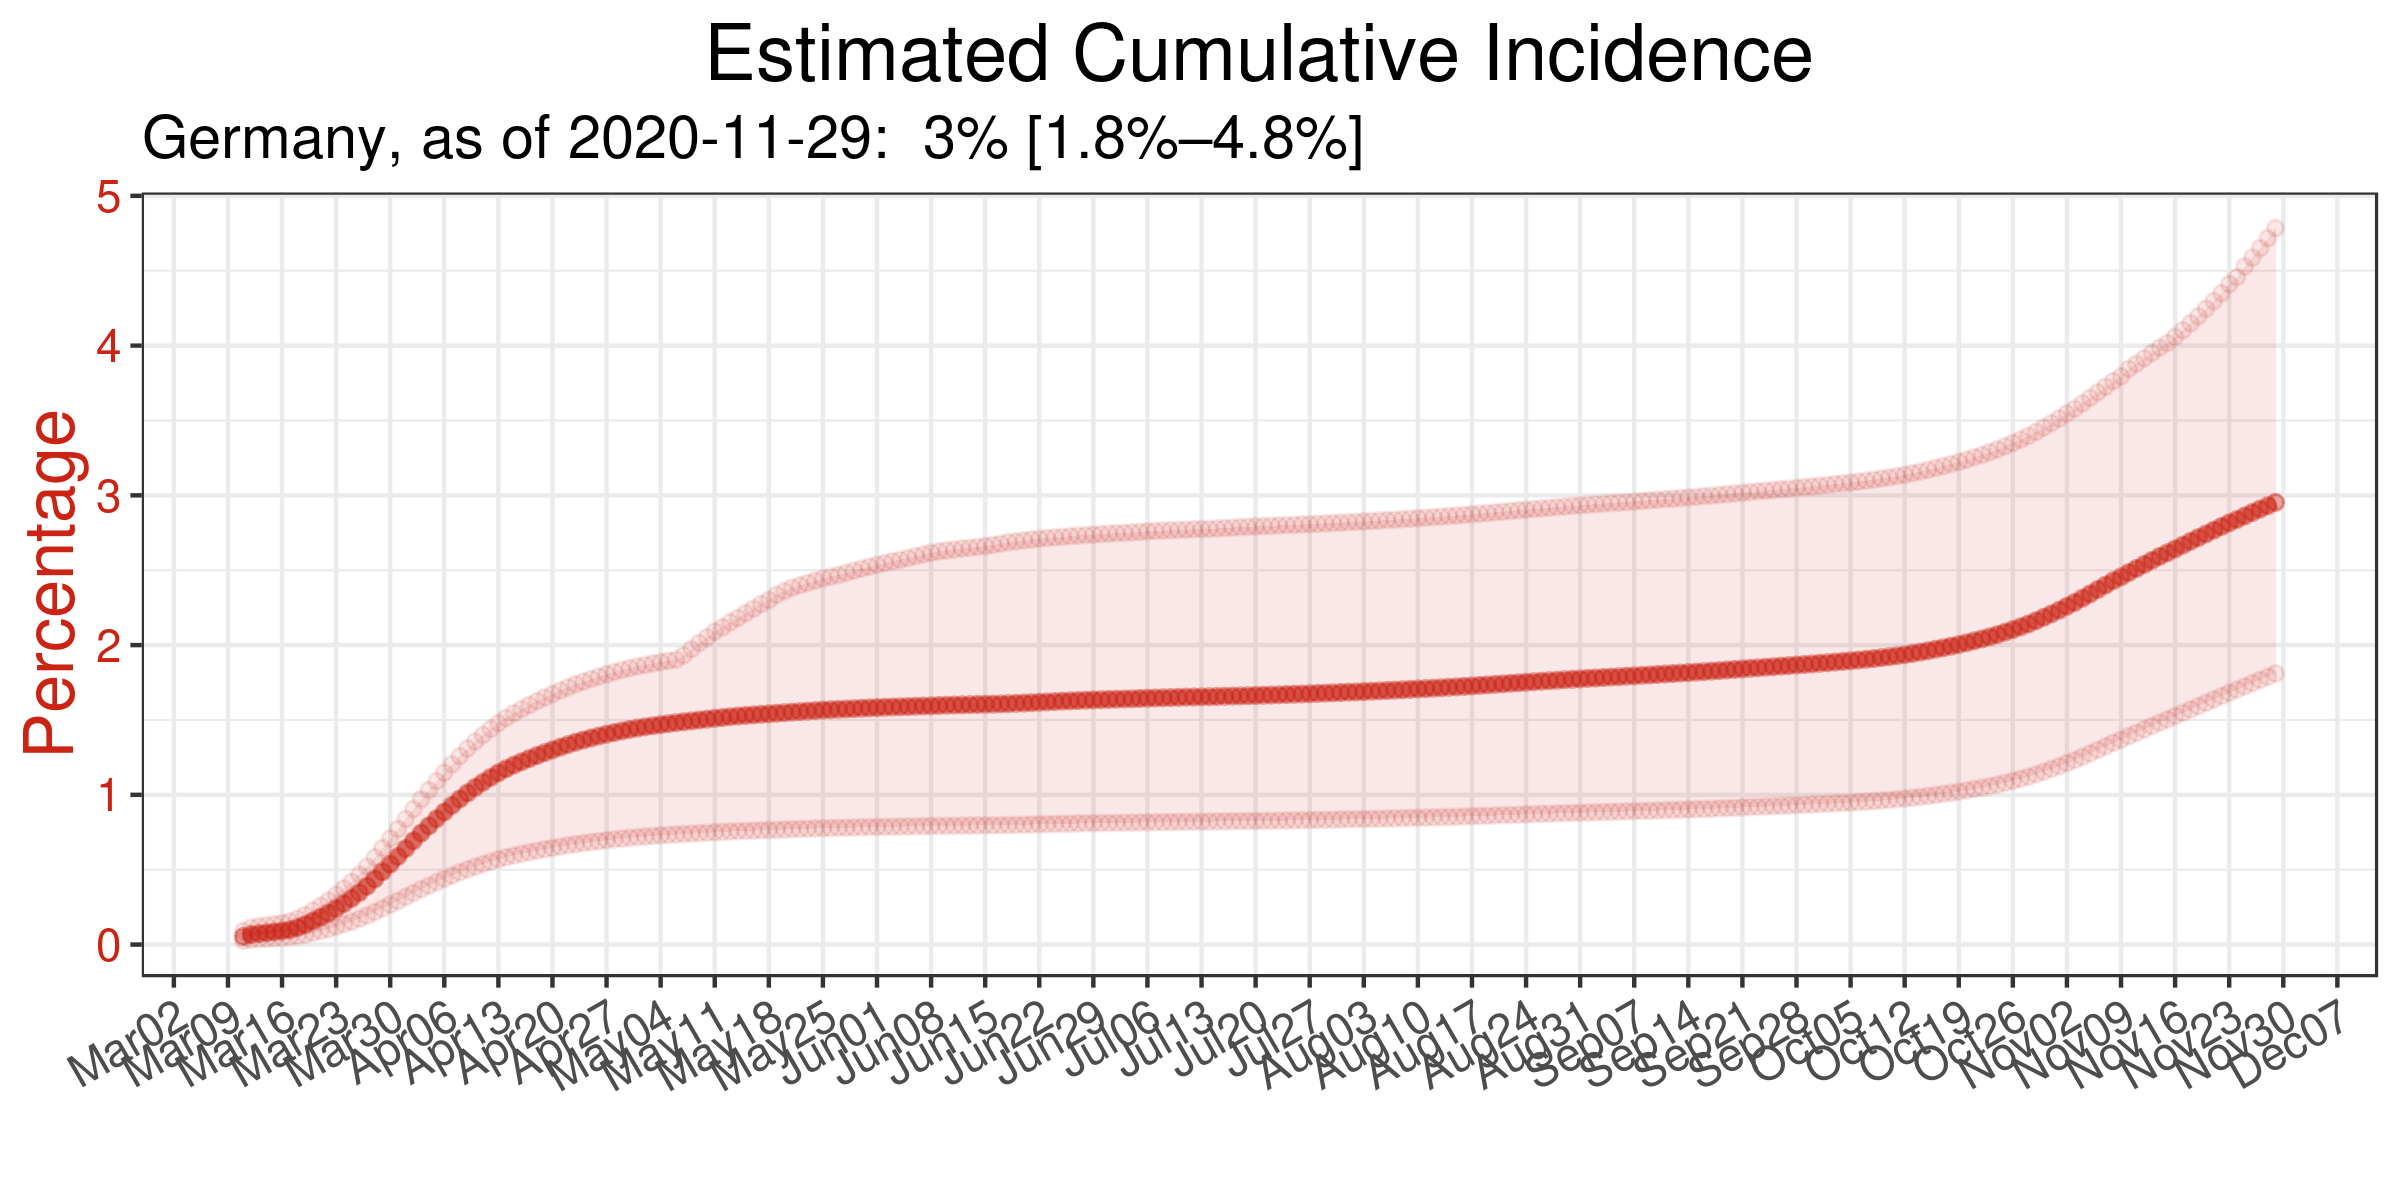 Estimated Cumulative Incidence
Germany, as of 2020-11-29:  3% [1.8%–4.8%]
Percentage
5
4
3
2
1
0
Mar02
Mar09
Mar16
Mar23
Mar30
Apr06
Apr13
Apr20
Apr27
May04
May11
May18
May25
Jun01
Jun08
Jun15
Jun22
Jun29
Jul06
Jul13
Jul20
Jul27
Aug03
Aug10
Aug17
Aug24
Aug31
Sep07
Sep14
Sep21
Sep28
Oct05
Oct12
Oct19
Oct26
Nov02
Nov09
Nov16
Nov23
Nov30
Dec07